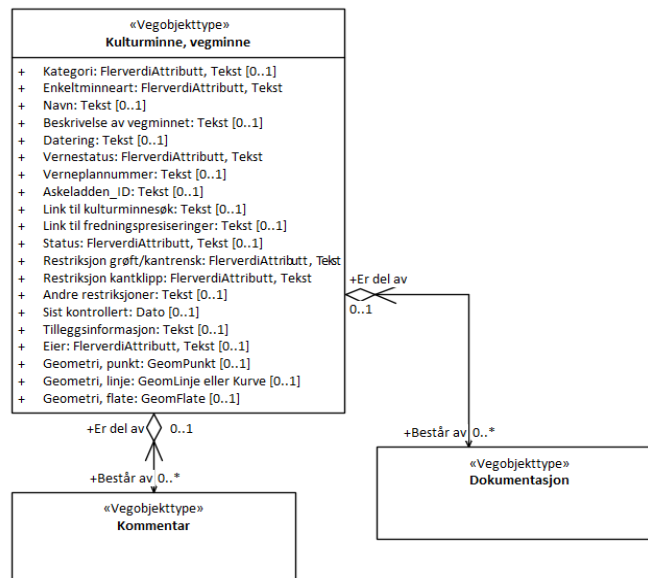 «Vegobjekttype»
Kulturminne, vegminne
+ Kategori: FlerverdiAttributt, Tekst [0..1]
+ Enkeltminneart: FlerverdiAttributt, Tekst
+ Navn: Tekst [0..1]
+ Beskrivelse av vegminnet: Tekst [0..1]
+ Datering: Tekst [0..1]
+ Vernestatus: FlerverdiAttributt, Tekst
+ Verneplannummer: Tekst [0..1]
+ Askeladden_ID: Tekst [0..1]
+ Link til kulturminnesøk: Tekst [0..1]
+ Link til fredningspresiseringer: Tekst [0..1]
+ Status: FlerverdiAttributt, Tekst [0..1]
+ Restriksjon grøft/kantrensk: FlerverdiAttributt, Tekst
+ Restriksjon kantklipp: FlerverdiAttributt, Tekst
+ Andre restriksjoner: Tekst [0..1]
+ Sist kontrollert: Dato [0..1]
+ Tilleggsinformasjon: Tekst [0..1]
+ Eier: FlerverdiAttributt, Tekst [0..1]
+ Geometri, punkt: GeomPunkt [0..1]
+ Geometri, linje: GeomLinje eller Kurve [0..1]
+ Geometri, flate: GeomFlate [0..1]
+Er del av
0..1
+Er del av 0..1
+Består av 0..*
«Vegobjekttype»
Dokumentasjon
+Består av 0..*
«Vegobjekttype»
Kommentar